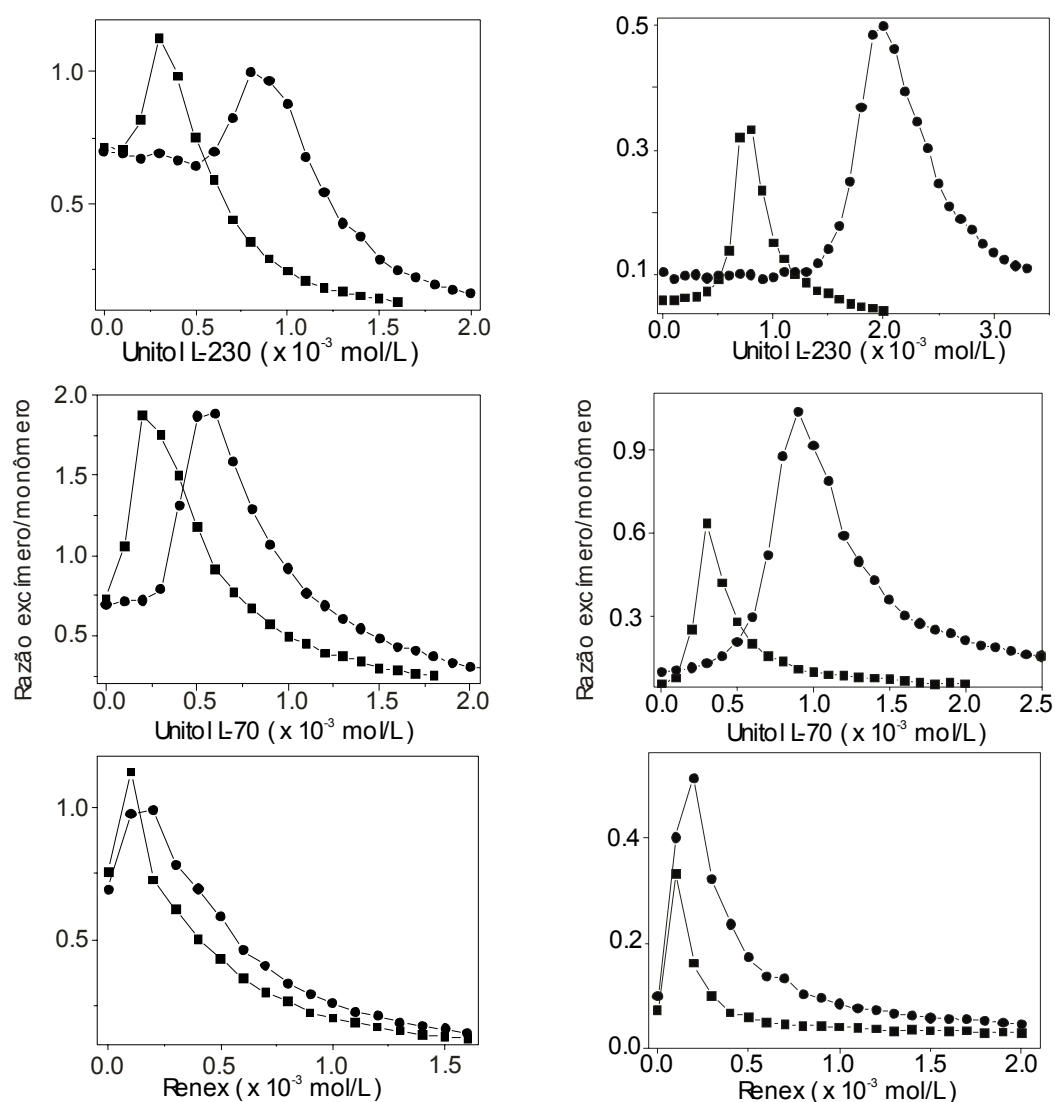 1.0
0.5
0.0 0.5 1.0 1.5 2.0
Unitol L-230 ( x 10⁻³ mol/L)
0.5
0.3
0.1
0.0 1.0 2.0 3.0
Unitol L-230 ( x 10⁻³ mol/L)
Razão excímero/monômero
2.0
1.5
1.0
0.5
0.0 0.5 1.0 1.5 2.0
Unitol L-70 ( x 10⁻³ mol/L)
Razão excímero/monômero
0.9
0.6
0.3
0.0 0.5 1.0 1.5 2.0 2.5
Unitol L-70 ( x 10⁻³ mol/L)
1.0
0.5
0.0 0.5 1.0 1.5
Renex ( x 10⁻³ mol/L)
0.4
0.2
0.0
0.0 0.5 1.0 1.5 2.0
Renex ( x 10⁻³ mol/L)